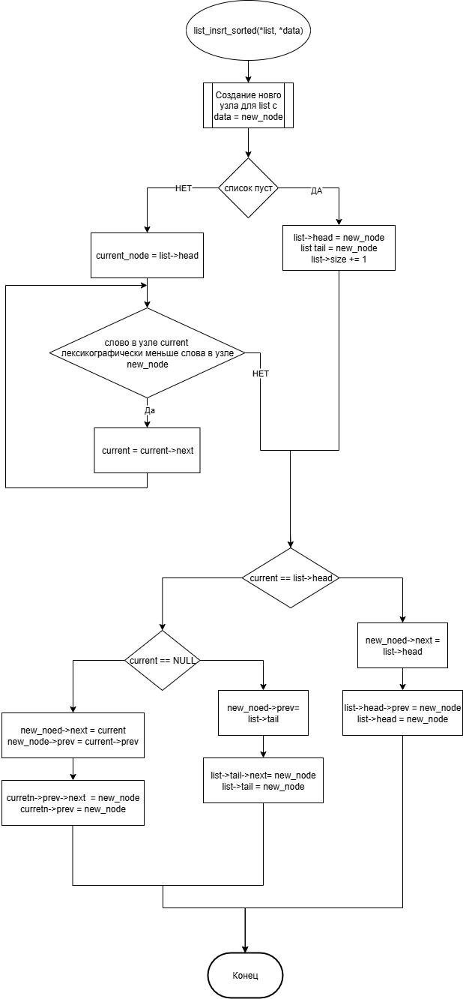 list_insrt_sorted(*list, *data)
Создание новго
узла для list с
data = new_node
список пуст
НЕТ
ДА
current_node = list->head
list->head = new_node
list tail = new_node
list->size += 1
слово в узле current
лексикографически меньше слова в узле
new_node
НЕТ
Да
current = current->next
current == list->head
current == NULL
new_noed->next =
list->head
list->head->prev = new_node
list->head = new_node
new_noed->prev=
list->tail
list->tail->next= new_node
list->tail = new_node
new_noed->next = current
new_node->prev = current->prev
curretn->prev->next  = new_node
curretn->prev = new_node
Конец